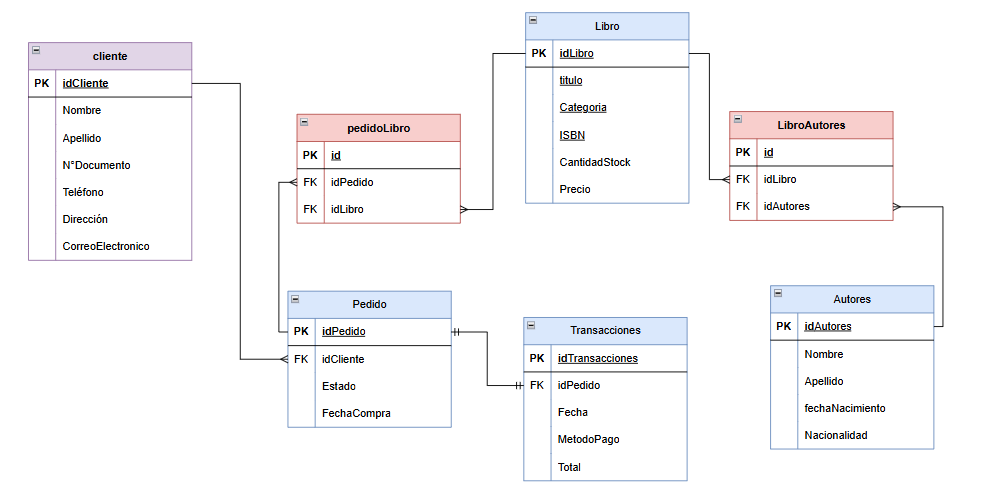 cliente
PK idCliente
Nombre
Apellido
N°Documento
Teléfono
Dirección
CorreoElectronico
pedidoLibro
PK id
FK idPedido
FK idLibro
Libro
PK idLibro
titulo
Categoria
ISBN
CantidadStock
Precio
LibroAutores
PK id
FK idLibro
FK idAutores
Pedido
PK idPedido
FK idCliente
Estado
FechaCompra
Transacciones
PK idTransacciones
FK idPedido
Fecha
MetodoPago
Total
Autores
PK idAutores
Nombre
Apellido
fechaNacimiento
Nacionalidad